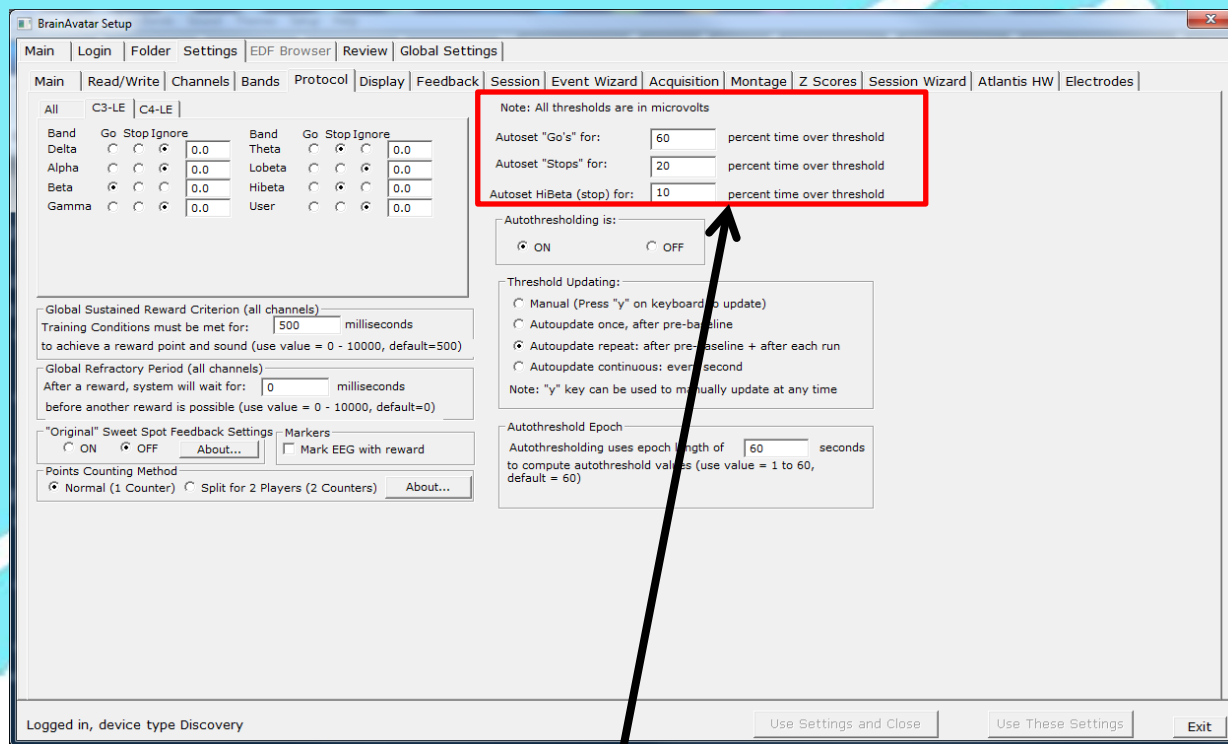 BrainAvatar Setup
Main Login Folder Settings EDF Browser Review Global Settings
Main Read/Write Channels Bands Protocol Display Feedback Session Event Wizard Acquisition Montage Z Scores Session Wizard Atlantis HW Electrodes
All C3-LE C4-LE
Band Go Stop Ignore Band Go Stop Ignore
Delta 0.0 Theta 0.0
Alpha 0.0 Lobeta 0.0
Beta 0.0 Hibeta 0.0
Gamma 0.0 User 0.0
Global Sustained Reward Criterion (all channels)
Training Conditions must be met for: 500 milliseconds
to achieve a reward point and sound (use value = 0 - 10000, default=500)
Global Refractory Period (all channels)
After a reward, system will wait for: 0 milliseconds
before another reward is possible (use value = 0 - 10000, default=0)
"Original" Sweet Spot Feedback Settings
ON OFF About...
Markers
Mark EEG with reward
Points Counting Method
Normal (1 Counter) Split for 2 Players (2 Counters) About...
Note: All thresholds are in microvolts
Autoset "Go's" for: 60 percent time over threshold
Autoset "Stops" for: 20 percent time over threshold
Autoset HiBeta (stop) for: 10 percent time over threshold
Autothresholding is:
ON OFF
Threshold Updating:
Manual (Press "y" on keyboard to update)
Autoupdate once, after pre-baseline
Autoupdate repeat: after pre-baseline + after each run
Autoupdate continuous: every second
Note: "y" key can be used to manually update at any time
Autothreshold Epoch
Autothresholding uses epoch length of 60 seconds
to compute autothreshold values (use value = 1 to 60,
default = 60)
Logged in, device type Discovery
Use Settings and Close Use These Settings Exit